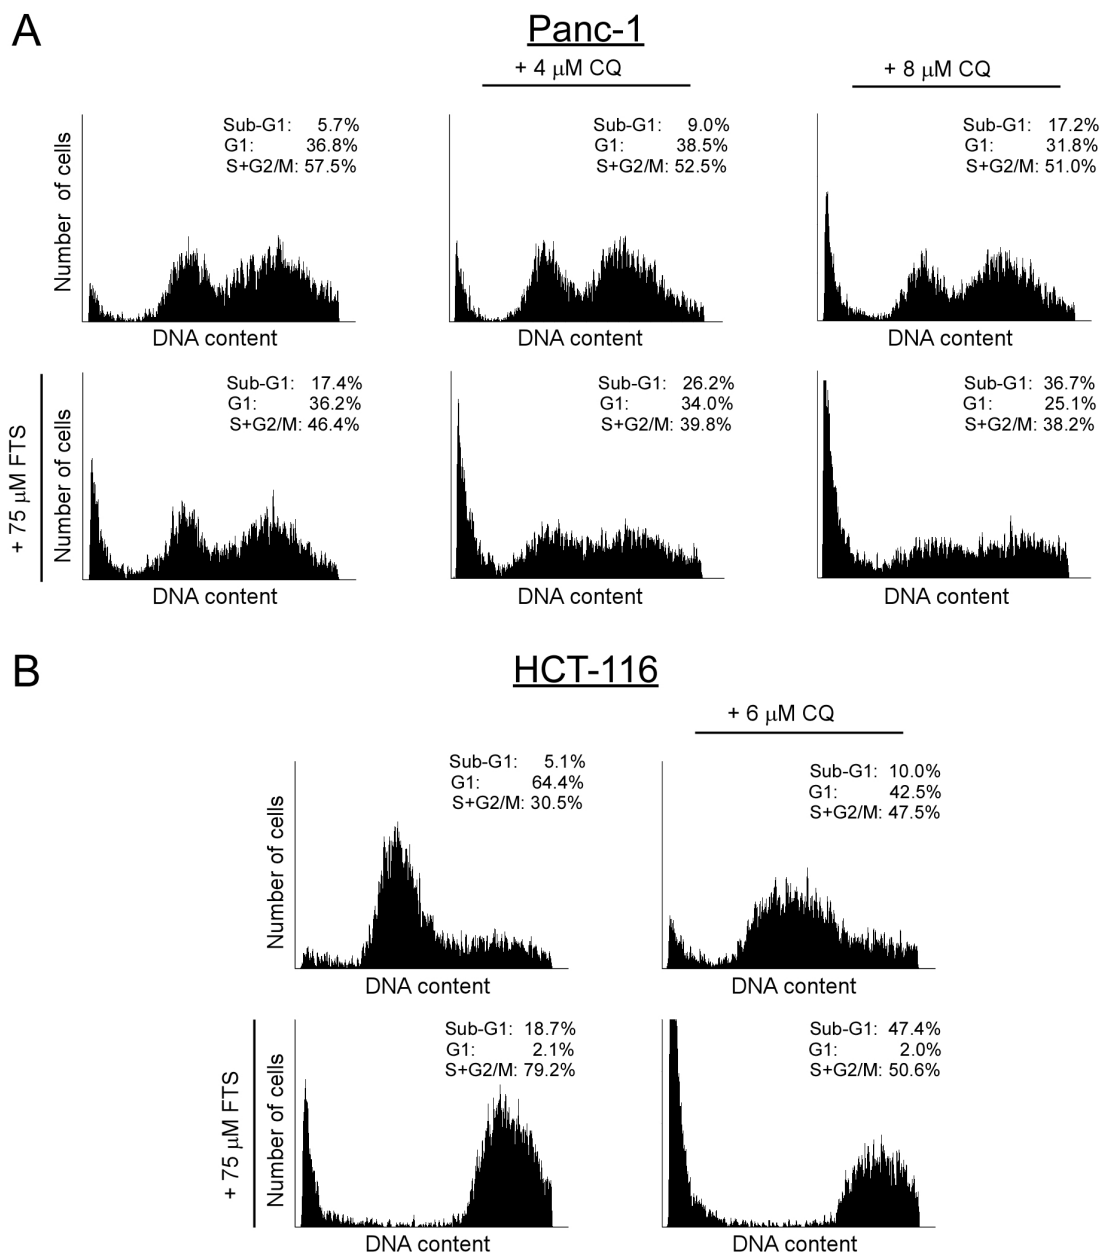 A
Panc-1
+ 4 μM CQ
+ 8 μM CQ
Number of cells
Sub-G1: 5.7%
G1: 36.8%
S+G2/M: 57.5%
DNA content
Sub-G1: 9.0%
G1: 38.5%
S+G2/M: 52.5%
DNA content
Sub-G1: 17.2%
G1: 31.8%
S+G2/M: 51.0%
DNA content
+ 75 μM FTS
Number of cells
Sub-G1: 17.4%
G1: 36.2%
S+G2/M: 46.4%
DNA content
Sub-G1: 26.2%
G1: 34.0%
S+G2/M: 39.8%
DNA content
Sub-G1: 36.7%
G1: 25.1%
S+G2/M: 38.2%
DNA content
B
HCT-116
+ 6 μM CQ
Number of cells
Sub-G1: 5.1%
G1: 64.4%
S+G2/M: 30.5%
DNA content
Sub-G1: 10.0%
G1: 42.5%
S+G2/M: 47.5%
DNA content
+ 75 μM FTS
Number of cells
Sub-G1: 18.7%
G1: 2.1%
S+G2/M: 79.2%
DNA content
Sub-G1: 47.4%
G1: 2.0%
S+G2/M: 50.6%
DNA content